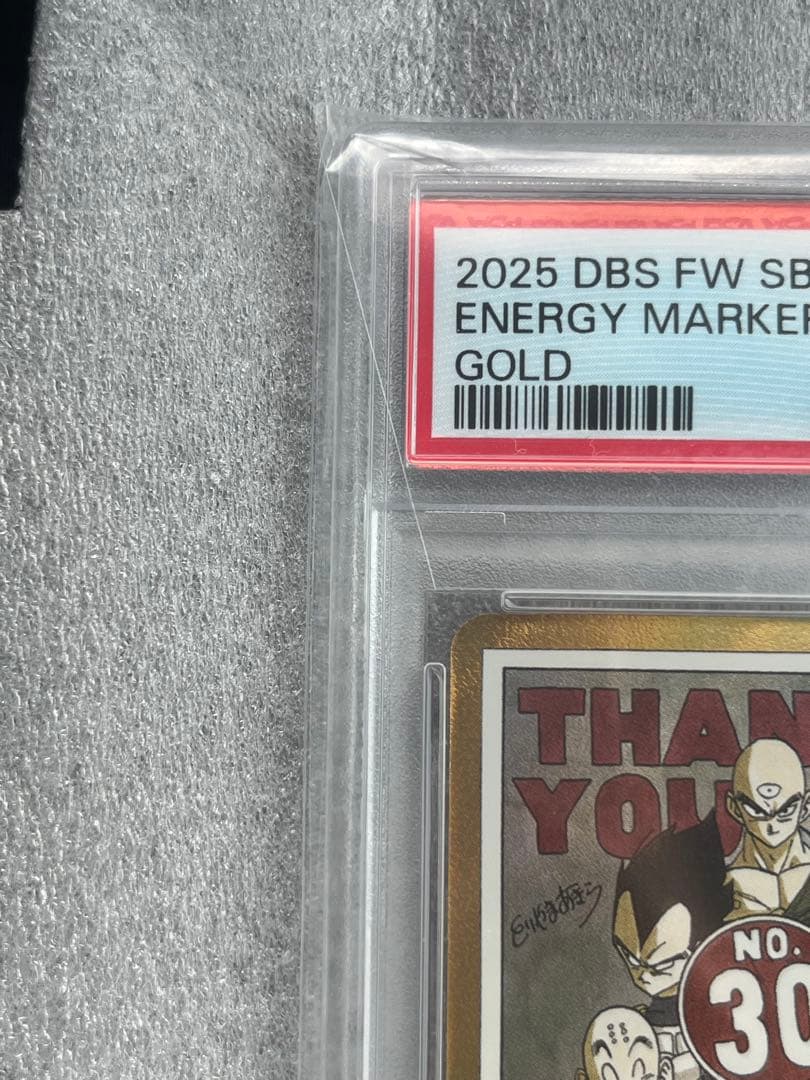 2025 DBS FW SB
ENERGY MARKER
GOLD
THAN
YOU
NO.
30